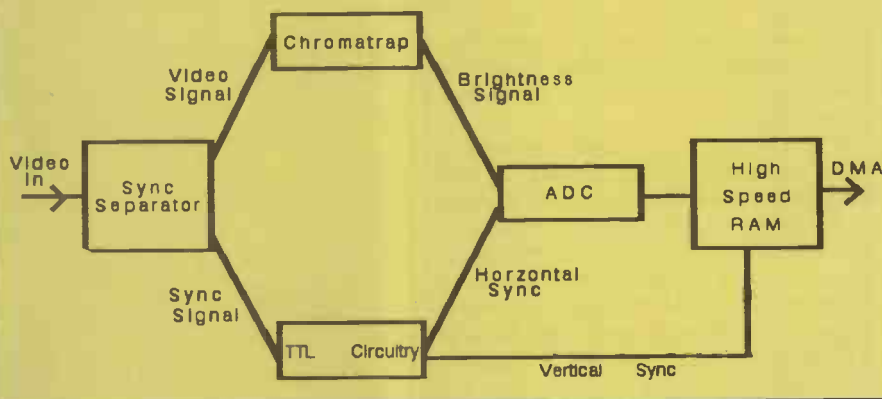 Chromatrap
Video
Signal
Brightness
Signal
Video
In
Sync
Separator
ADC
High
Speed
RAM
DMA
Sync
Signal
Horzontal
Sync
TTL Circuitry
Vertical Sync